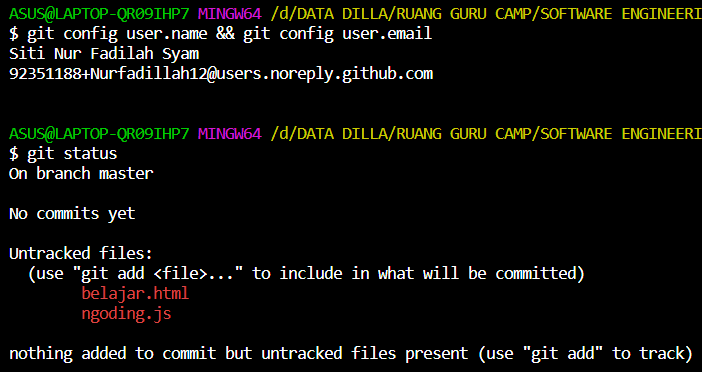 ASUS@LAPTOP-QR09IHP7 MINGW64 /d/DATA DILLA/RUANG GURU CAMP/SOFTWARE ENGINEERI
$ git config user.name && git config user.email
Siti Nur Fadilah Syam
92351188+Nurfadillah12@users.noreply.github.com
ASUS@LAPTOP-QR09IHP7 MINGW64 /d/DATA DILLA/RUANG GURU CAMP/SOFTWARE ENGINEERI
$ git status
On branch master
No commits yet
Untracked files:
(use "git add <file>..." to include in what will be committed)
belajar.html
ngoding.js
nothing added to commit but untracked files present (use "git add" to track)